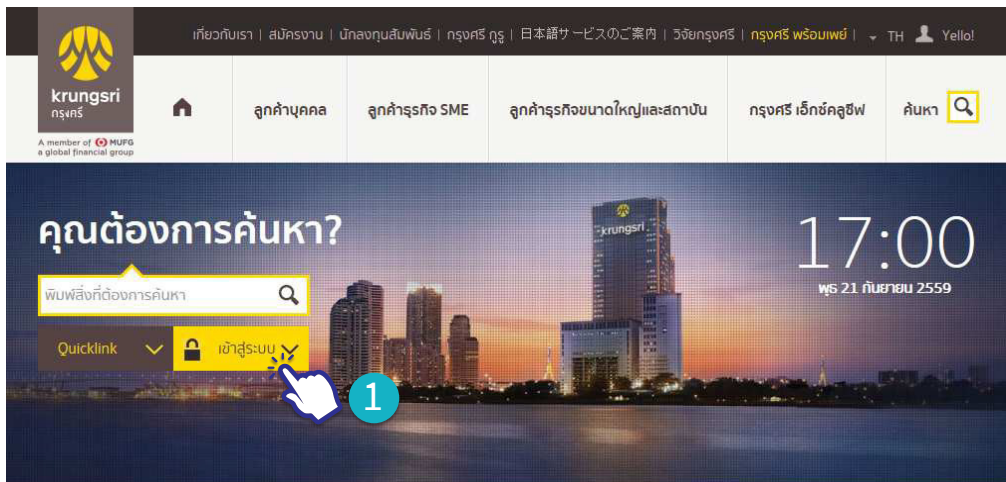 เกี่ยวกับเรา | สมัครงาน | นักลงทุนสัมพันธ์ | กรุงศรี กูรู | 日本語サービスのご案内 | วิจัยกรุงศรี | กรุงศรี พร้อมเพย์ | TH Yello!
krungsri
กรุงศรี
A member of MUFG
a global financial group
ลูกค้าบุคคล ลูกค้าธุรกิจ SME ลูกค้าธุรกิจขนาดใหญ่และสถาบัน กรุงศรี เอ็กซ์คลูซีฟ ค้นหา
คุณต้องการค้นหา?
พิมพ์สิ่งที่ต้องการค้นหา
Quicklink เข้าสู่ระบบ
1
krungsri
17:00
พุธ 21 กันยายน 2559